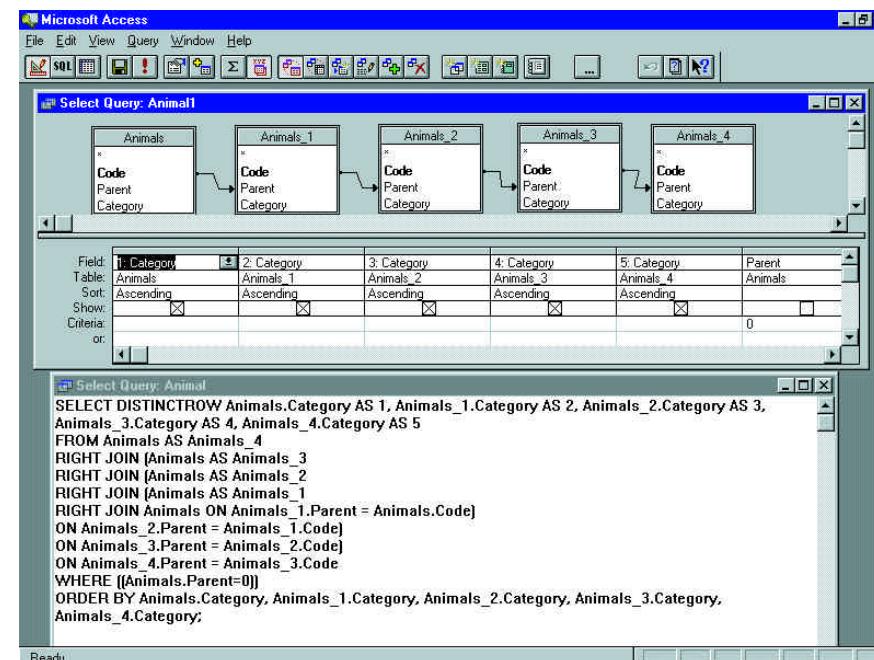 Microsoft Access
File Edit View Query Window Help
SQL
Select Query: Animal1
Animals Animals_1 Animals_2 Animals_3 Animals_4
* * * * *
Code Code Code Code Code
Parent Parent Parent Parent Parent
Category Category Category Category Category
Field: 1: Category 2: Category 3: Category 4: Category 5: Category Parent
Table: Animals Animals_1 Animals_2 Animals_3 Animals_4 Animals
Sort: Ascending Ascending Ascending Ascending Ascending
Show:
Criteria: 0
or:
Select Query: Animal
SELECT DISTINCTROW Animals.Category AS 1, Animals_1.Category AS 2, Animals_2.Category AS 3,
Animals_3.Category AS 4, Animals_4.Category AS 5
FROM Animals AS Animals_4
RIGHT JOIN (Animals AS Animals_3
RIGHT JOIN (Animals AS Animals_2
RIGHT JOIN (Animals AS Animals_1
RIGHT JOIN Animals ON Animals_1.Parent = Animals.Code)
ON Animals_2.Parent = Animals_1.Code)
ON Animals_3.Parent = Animals_2.Code)
ON Animals_4.Parent = Animals_3.Code
WHERE ((Animals.Parent=0))
ORDER BY Animals.Category, Animals_1.Category, Animals_2.Category, Animals_3.Category,
Animals_4.Category;
Ready